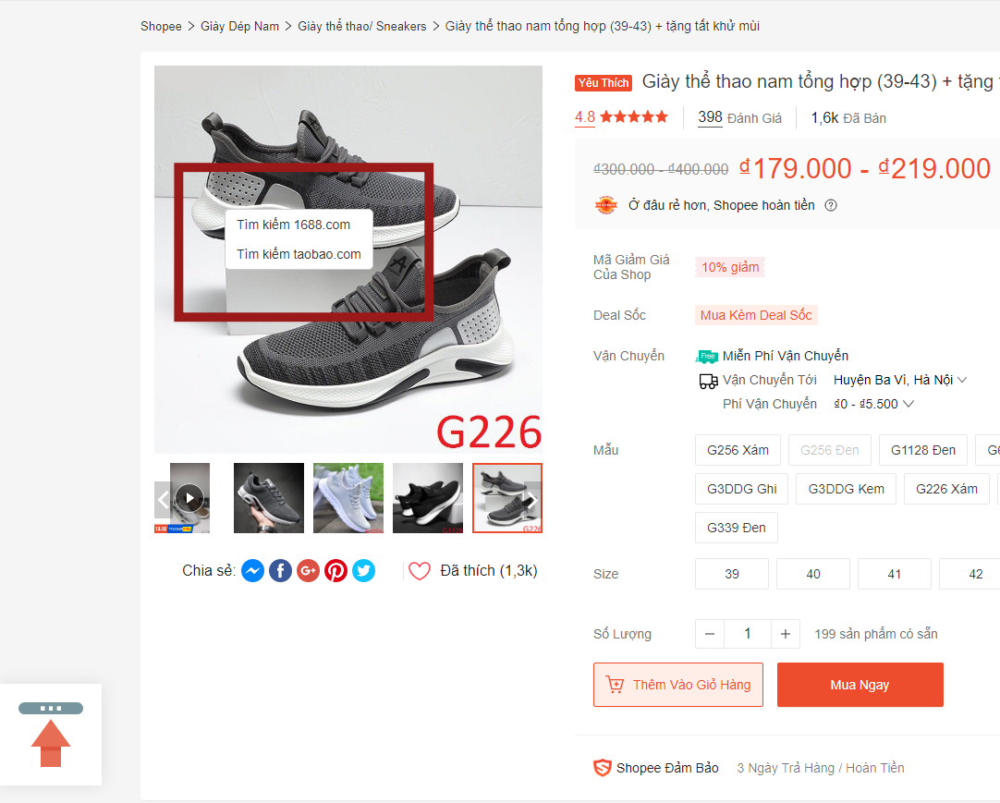 Shopee > Giày Dép Nam > Giày thể thao/ Sneakers > Giày thể thao nam tổng hợp (39-43) + tặng tất khử mùi
Yêu Thích Giày thể thao nam tổng hợp (39-43) + tặng
4.8 398 Đánh Giá 1,6k Đã Bán
₫300.000 - ₫400.000 ₫179.000 - ₫219.000
Ở đâu rẻ hơn, Shopee hoàn tiền ?
Tìm kiếm 1688.com
Tìm kiếm taobao.com
G226
Chia sẻ: Đã thích (1,3k)
Mã Giảm Giá
Của Shop
10% giảm
Deal Sốc Mua Kèm Deal Sốc
Vận Chuyển Free Miễn Phí Vận Chuyển
Vận Chuyển Tới Huyện Ba Vì, Hà Nội
Phí Vận Chuyển ₫0 - ₫5.500
Mẫu G256 Xám G256 Đen G1128 Đen
G3DDG Ghi G3DDG Kem G226 Xám
G339 Đen
Size 39 40 41 42
Số Lượng − 1 + 199 sản phẩm có sẵn
Thêm Vào Giỏ Hàng Mua Ngay
Shopee Đảm Bảo 3 Ngày Trả Hàng / Hoàn Tiền